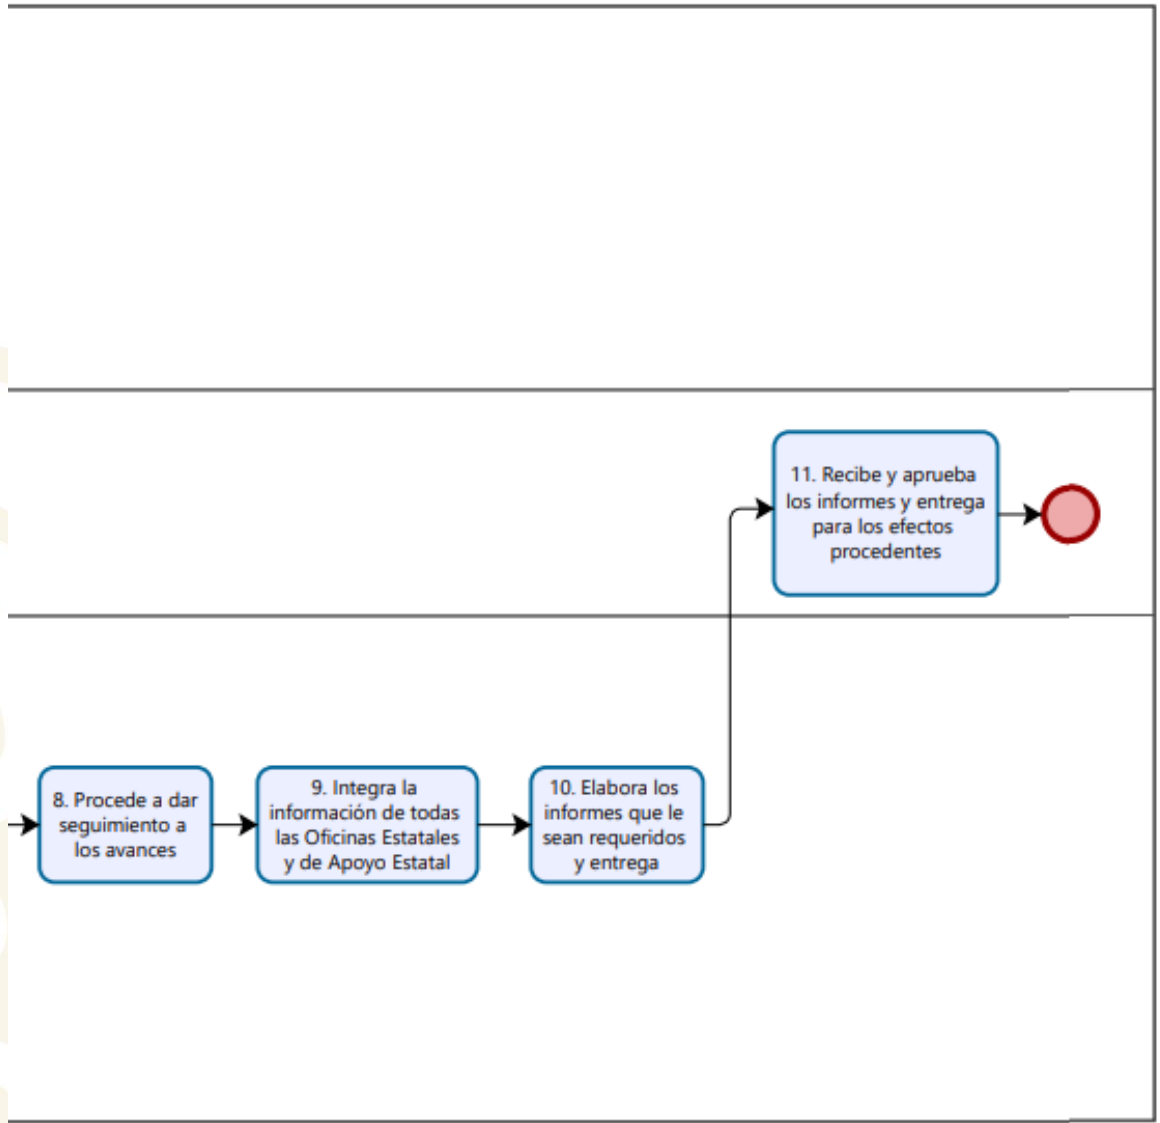 8. Procede a dar
seguimiento a
los avances
9. Integra la
información de todas
las Oficinas Estatales
y de Apoyo Estatal
10. Elabora los
informes que le
sean requeridos
y entrega
11. Recibe y aprueba
los informes y entrega
para los efectos
procedentes